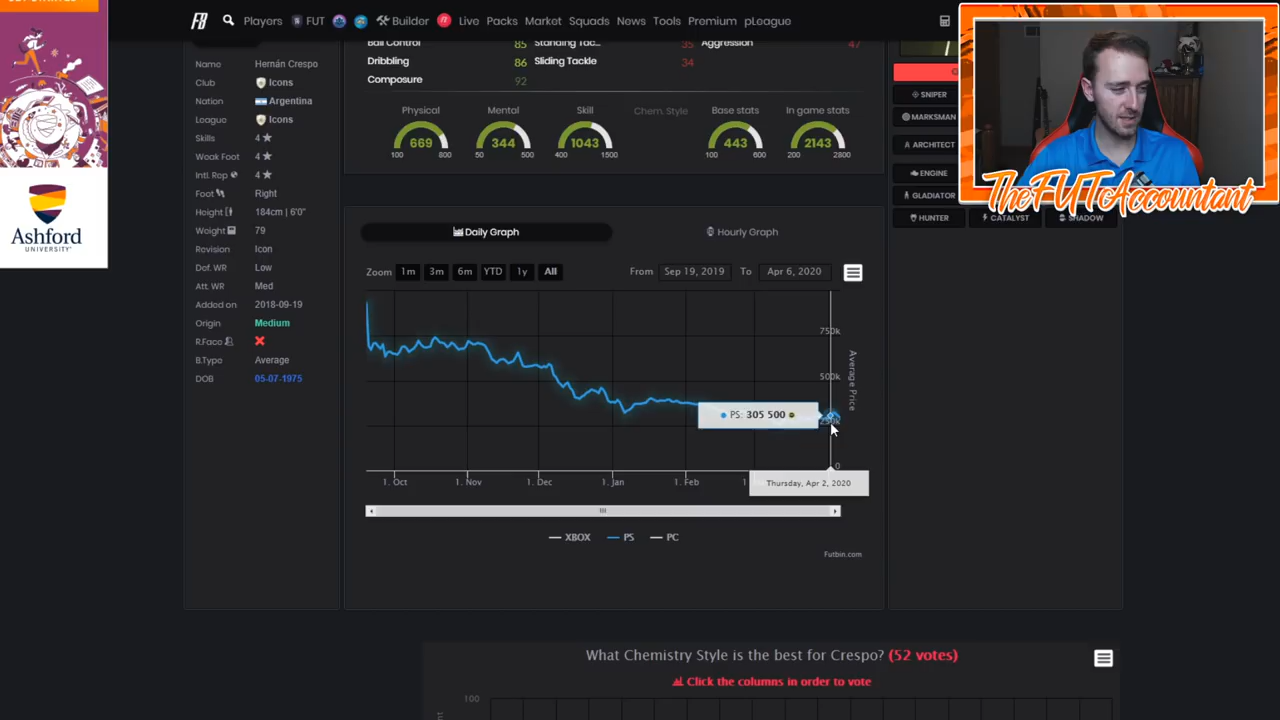 Players FUT Builder Live Packs Market Squads News Tools Premium pLeague
Ball Control 85 Standing Tac... 35 Aggression 47
Dribbling 86 Sliding Tackle 34
Composure 92
Name Hernán Crespo
Club Icons
Nation Argentina
League Icons
Skills 4
Weak Foot 4
Intl. Rep 4
Foot Right
Height 184cm | 6'0"
Weight 79
Revision Icon
Def. WR Low
Att. WR Med
Added on 2018-09-19
Origin Medium
R.Face
B.Type Average
DOB 05-07-1975
Physical Mental Skill Chem. Style Base stats In game stats
669 344 1043 443 2143
100 800 50 500 400 1500 100 600 200 2800
SNIPER
MARKSMAN
ARCHITECT
ENGINE
GLADIATOR
HUNTER CATALYST SHADOW
TheFUTAccountant
ASHFORD
UNIVERSITY
Daily Graph Hourly Graph
Zoom 1m 3m 6m YTD 1y All From Sep 19, 2019 To Apr 6, 2020
750k
500k
250k
0
Average Price
PS: 305 500
Thursday, Apr 2, 2020
1. Oct 1. Nov 1. Dec 1. Jan 1. Feb 1
XBOX PS PC
Futbin.com
What Chemistry Style is the best for Crespo? (52 votes)
Click the columns in order to vote
100